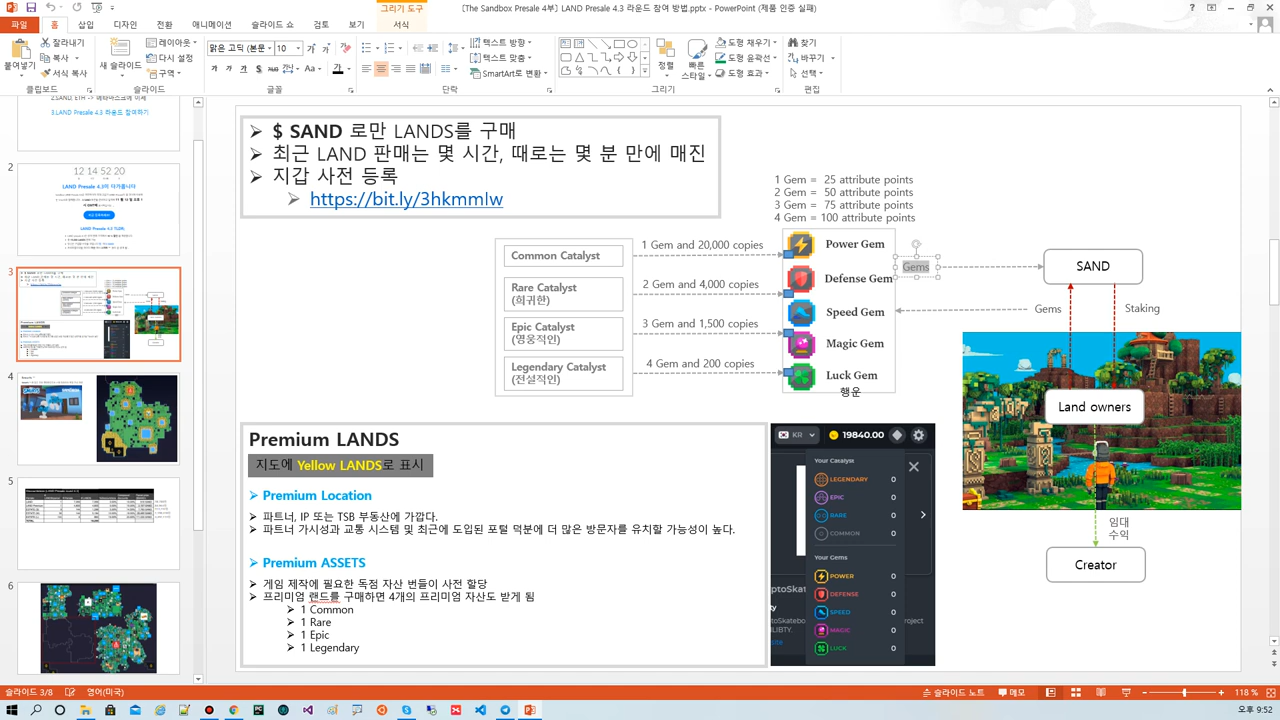 그리기 도구
[The Sandbox Presale 4부] LAND Presale 4.3 라운드 참여 방법.pptx - PowerPoint (제품 인증 실패)
파일 홈 삽입 디자인 전환 애니메이션 슬라이드 쇼 검토 보기 서식
붙여넣기 잘라내기 복사 서식 복사
클립보드
새 슬라이드 레이아웃 다시 설정 구역
슬라이드
맑은 고딕 (본문 10
가 가 가 S abc Aa 가
글꼴
텍스트 방향
텍스트 맞춤
SmartArt로 변환
단락
정렬 빠른 스타일 도형 채우기 도형 윤곽선 도형 효과
그리기
찾기
바꾸기
선택
편집
3.LAND Presale 4.3 라운드 참여하기
2
12 14 52 20
LAND Presale 4.3이 다가옵니다
3
4
5
6
➢ $ SAND 로만 LANDS를 구매
➢ 최근 LAND 판매는 몇 시간, 때로는 몇 분 만에 매진
➢ 지갑 사전 등록
➢ https://bit.ly/3hkmmlw
1 Gem = 25 attribute points
2 Gem = 50 attribute points
3 Gem = 75 attribute points
4 Gem = 100 attribute points
Common Catalyst
Rare Catalyst
(희귀한)
Epic Catalyst
(영웅적인)
Legendary Catalyst
(전설적인)
1 Gem and 20,000 copies
2 Gem and 4,000 copies
3 Gem and 1,500 copies
4 Gem and 200 copies
Power Gem
Defense Gem
Speed Gem
Magic Gem
Luck Gem
행운
Gems
SAND
Gems
Staking
Land owners
임대
수익
Creator
Premium LANDS
지도에 Yellow LANDS로 표시
➢ Premium Location
➢ 파트너 또는 TSB 부동산에 가깝다.
➢ 파트너 가시성, 교통 시스템 및 최근에 도입된 포털 덕분에 더 많은 방문자를 유치할 가능성이 높다.
➢ Premium ASSETS
➢ 게임 제작에 필요한 독점 자산 번들이 사전 할당
➢ 프리미엄 랜드를 구매하면 4개의 프리미엄 자산도 받게 됨
➢ 1 Common
➢ 1 Rare
➢ 1 Epic
➢ 1 Legendary
KR 19840.00
Your Catalyst
LEGENDARY 0
EPIC 0
RARE 0
COMMON 0
Your Gems
POWER 0
DEFENSE 0
SPEED 0
MAGIC 0
LUCK 0
슬라이드 3/8 영어(미국) 슬라이드 노트 메모 118 %
오후 9:52